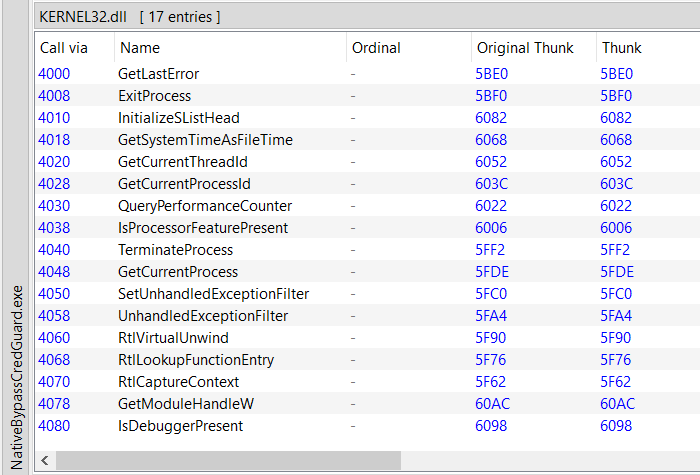 KERNEL32.dll [ 17 entries ]
Call via Name Ordinal Original Thunk Thunk
4000 GetLastError - 5BE0 5BE0
4008 ExitProcess - 5BF0 5BF0
4010 InitializeSListHead - 6082 6082
4018 GetSystemTimeAsFileTime - 6068 6068
4020 GetCurrentThreadId - 6052 6052
4028 GetCurrentProcessId - 603C 603C
4030 QueryPerformanceCounter - 6022 6022
4038 IsProcessorFeaturePresent - 6006 6006
4040 TerminateProcess - 5FF2 5FF2
4048 GetCurrentProcess - 5FDE 5FDE
4050 SetUnhandledExceptionFilter - 5FC0 5FC0
4058 UnhandledExceptionFilter - 5FA4 5FA4
4060 RtlVirtualUnwind - 5F90 5F90
4068 RtlLookupFunctionEntry - 5F76 5F76
4070 RtlCaptureContext - 5F62 5F62
4078 GetModuleHandleW - 60AC 60AC
4080 IsDebuggerPresent - 6098 6098
NativeBypassCredGuard.exe